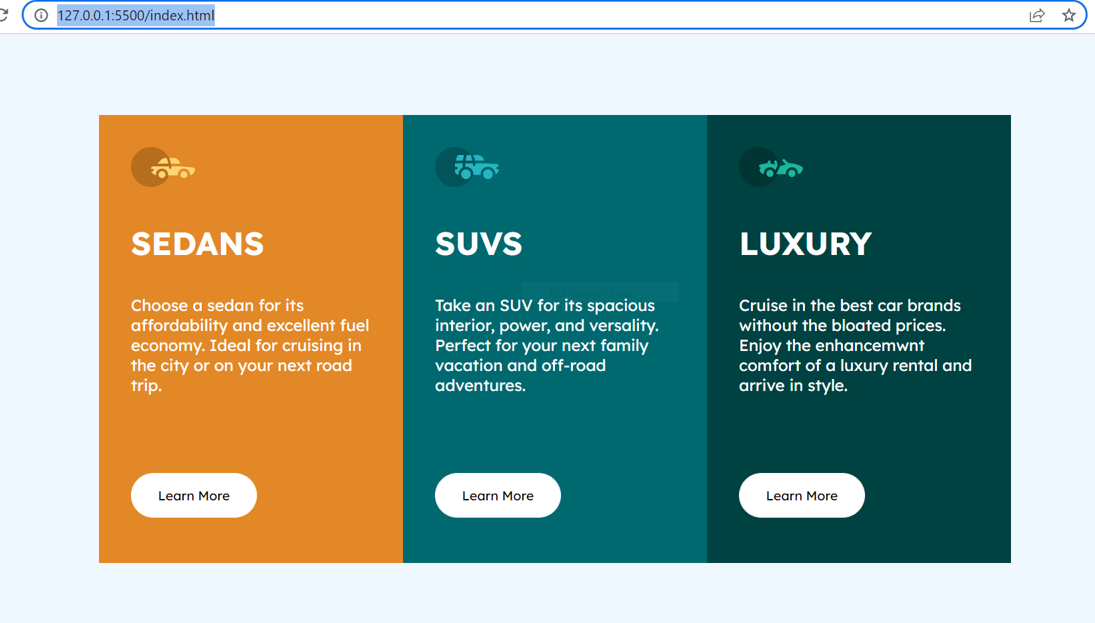 127.0.0.1:5500/index.html
SEDANS
Choose a sedan for its
affordability and excellent fuel
economy. Ideal for cruising in
the city or on your next road
trip.
Learn More
SUVS
Take an SUV for its spacious
interior, power, and versality.
Perfect for your next family
vacation and off-road
adventures.
Learn More
LUXURY
Cruise in the best car brands
without the bloated prices.
Enjoy the enhancemwnt
comfort of a luxury rental and
arrive in style.
Learn More